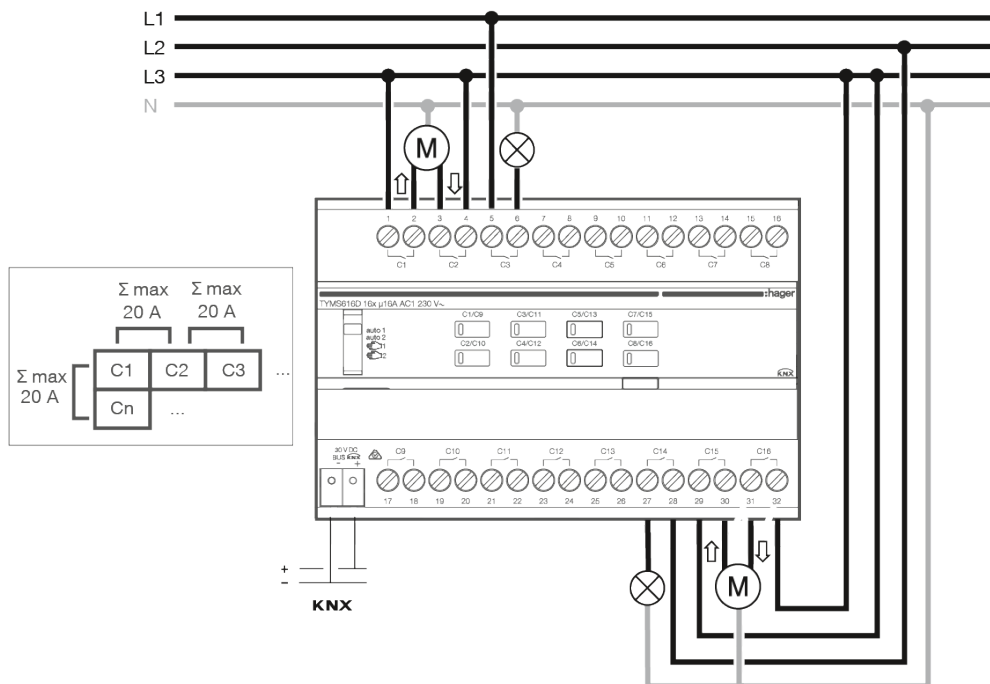 L1
L2
L3
N
M
1 2 3 4 5 6 7 8 9 10 11 12 13 14 15 16
C1 C2 C3 C4 C5 C6 C7 C8
:hager
TYMS616D 16x µ16A AC1 230 V~
auto 1
auto 2
C1/C9 C3/C11 C5/C13 C7/C15
C2/C10 C4/C12 C6/C14 C8/C16
KNX
Σ max Σ max
20 A 20 A
Σ max
20 A
C1 C2 C3 ...
Cn ...
30 V DC
BUS KNX
- +
C9 C10 C11 C12 C13 C14 C15 C16
17 18 19 20 21 22 23 24 25 26 27 28 29 30 31 32
+
–
KNX
M